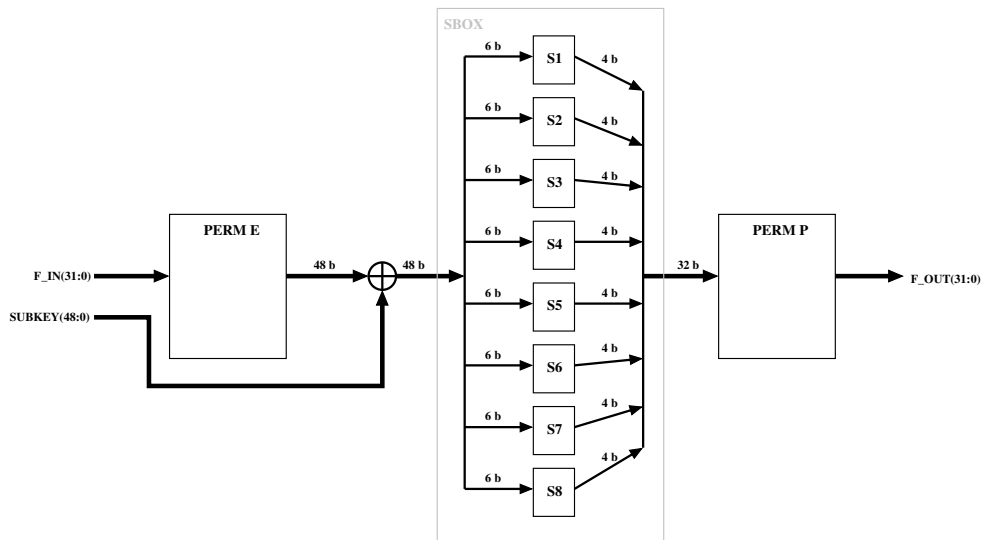 SBOX
6 b
S1
4 b
6 b
S2
4 b
6 b
S3
4 b
PERM E
6 b
S4
4 b
PERM P
F_IN(31:0)
48 b
48 b
32 b
F_OUT(31:0)
SUBKEY(48:0)
6 b
S5
4 b
6 b
S6
4 b
6 b
S7
4 b
6 b
S8
4 b